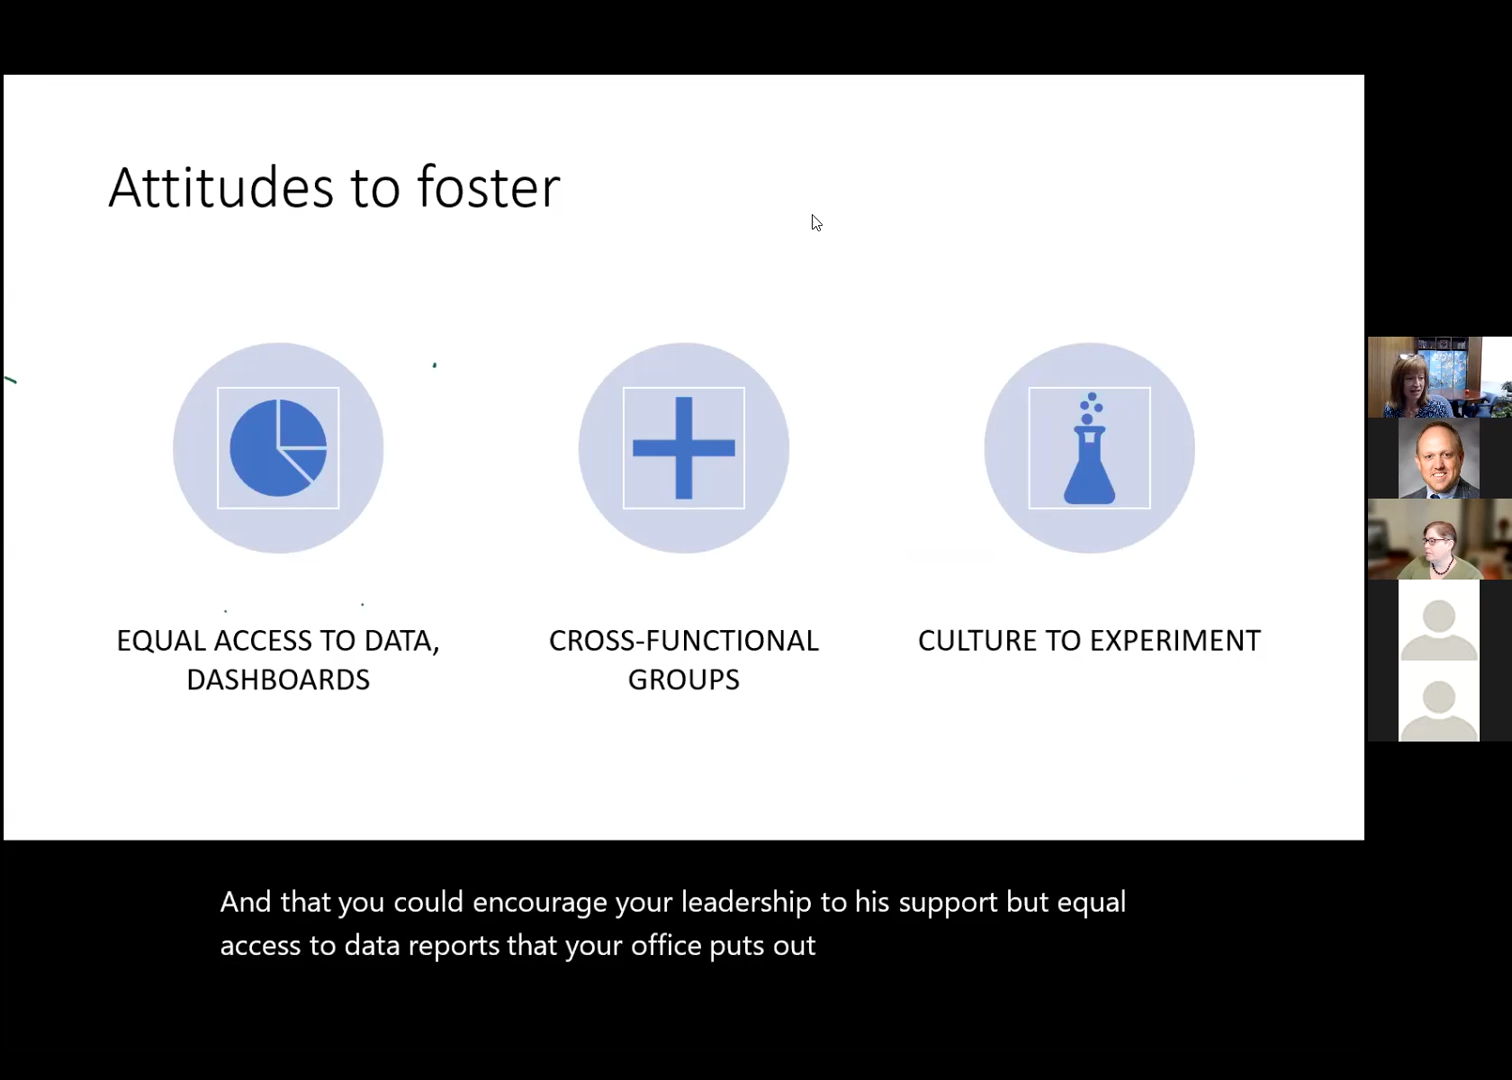 Attitudes to foster
EQUAL ACCESS TO DATA,
DASHBOARDS
CROSS-FUNCTIONAL
GROUPS
CULTURE TO EXPERIMENT
And that you could encourage your leadership to his support but equal
access to data reports that your office puts out